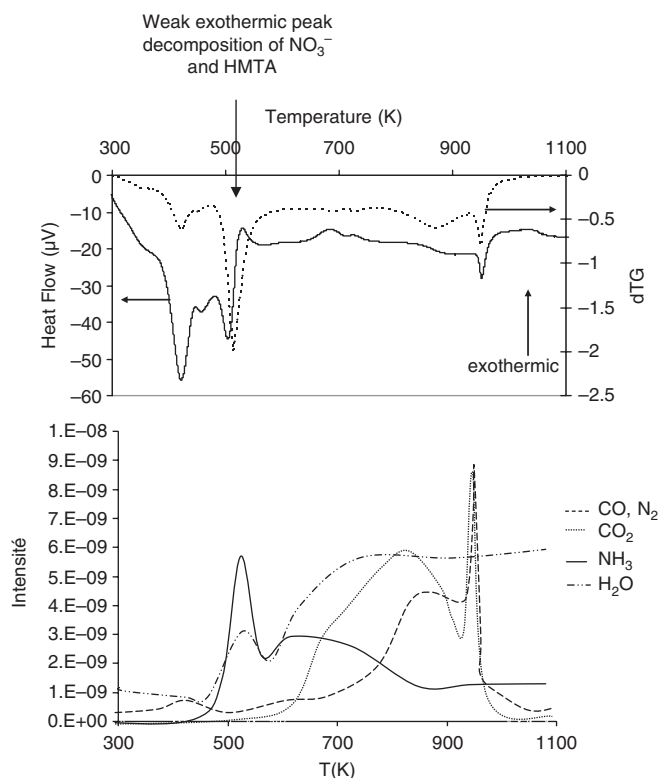 Weak exothermic peak
decomposition of NO₃⁻
and HMTA
Temperature (K)
300 500 700 900 1100
0 0
−10
−0.5
−20
−1
−30
−1.5
−40
−2
−50
−60 −2.5
Heat Flow (µV)
dTG
exothermic
1.E−08
9.E−09
8.E−09
7.E−09
6.E−09
5.E−09
4.E−09
3.E−09
2.E−09
1.E−09
0.E+00
Intensité
CO, N₂
CO₂
NH₃
H₂O
300 500 700 900 1100
T(K)